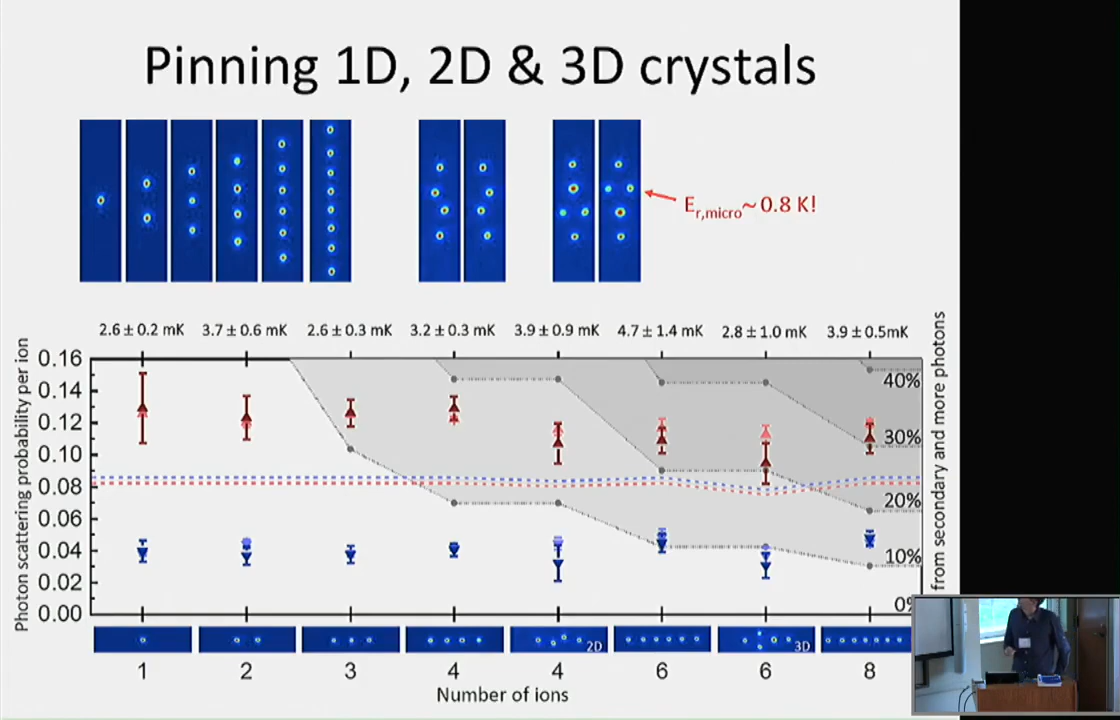 Pinning 1D, 2D & 3D crystals
E_r,micro ~ 0.8 K!
2.6 ± 0.2 mK 3.7 ± 0.6 mK 2.6 ± 0.3 mK 3.2 ± 0.3 mK 3.9 ± 0.9 mK 4.7 ± 1.4 mK 2.8 ± 1.0 mK 3.9 ± 0.5mK
Photon scattering probability per ion
0.16
0.14
0.12
0.10
0.08
0.06
0.04
0.02
0.00
40%
30%
20%
10%
0%
from secondary and more photons
2D
3D
1 2 3 4 4 6 6 8
Number of ions